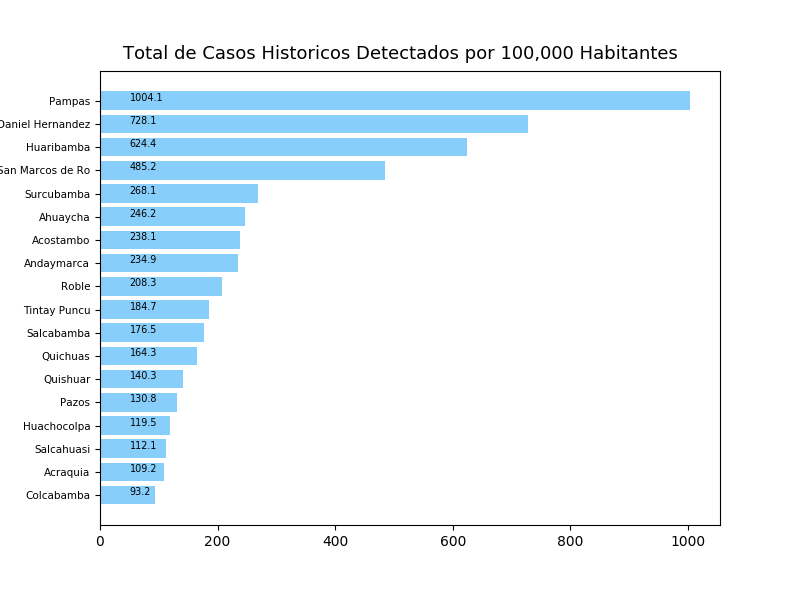 Total de Casos Historicos Detectados por 100,000 Habitantes
Pampas 1004.1
Daniel Hernandez 728.1
Huaribamba 624.4
San Marcos de Ro 485.2
Surcubamba 268.1
Ahuaycha 246.2
Acostambo 238.1
Andaymarca 234.9
Roble 208.3
Tintay Puncu 184.7
Salcabamba 176.5
Quichuas 164.3
Quishuar 140.3
Pazos 130.8
Huachocolpa 119.5
Salcahuasi 112.1
Acraquia 109.2
Colcabamba 93.2
0 200 400 600 800 1000